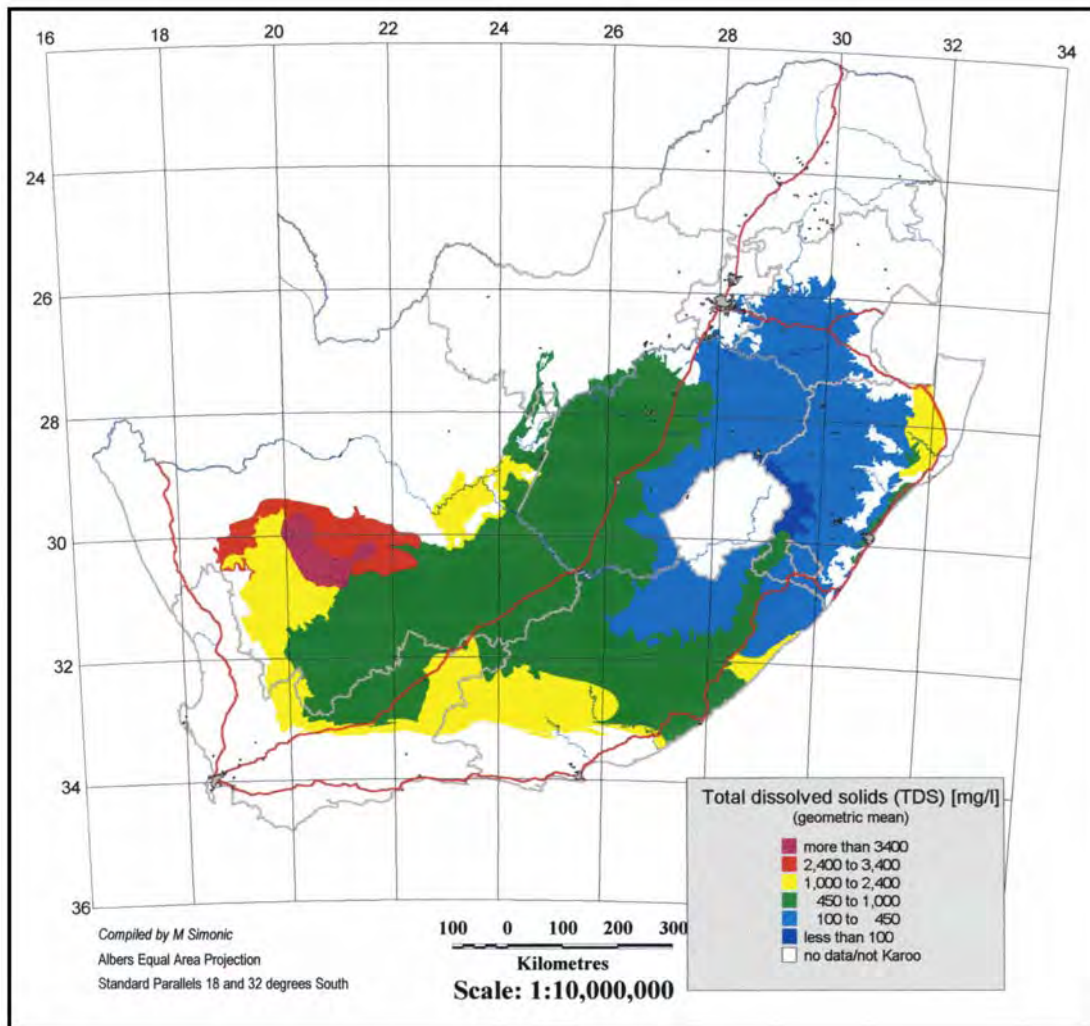 16 18 20 22 24 26 28 30 32 34
24
26
28
30
32
34
36
Total dissolved solids (TDS) [mg/l]
(geometric mean)
more than 3400
2,400 to 3,400
1,000 to 2,400
450 to 1,000
100 to 450
less than 100
no data/not Karoo
Compiled by M Simonic
Albers Equal Area Projection
Standard Parallels 18 and 32 degrees South
100 0 100 200 300
Kilometres
Scale: 1:10,000,000